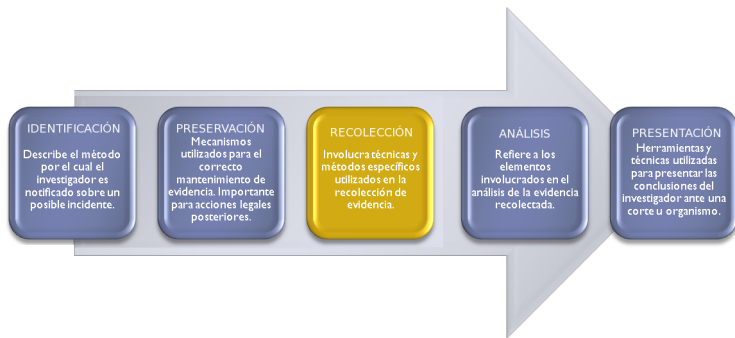 IDENTIFICACIÓN
Describe el método
por el cual el
investigador es
notificado sobre un
posible incidente.
PRESERVACIÓN
Mecanismos
utilizados para el
correcto
mantenimiento de
evidencia. Importante
para acciones legales
posteriores.
RECOLECCIÓN
Involucra técnicas y
métodos específicos
utilizados en la
recolección de
evidencia.
ANÁLISIS
Refiere a los
elementos
involucrados en el
análisis de la evidencia
recolectada.
PRESENTACIÓN
Herramientas y
técnicas utilizadas
para presentar las
conclusiones del
investigador ante una
corte u organismo.